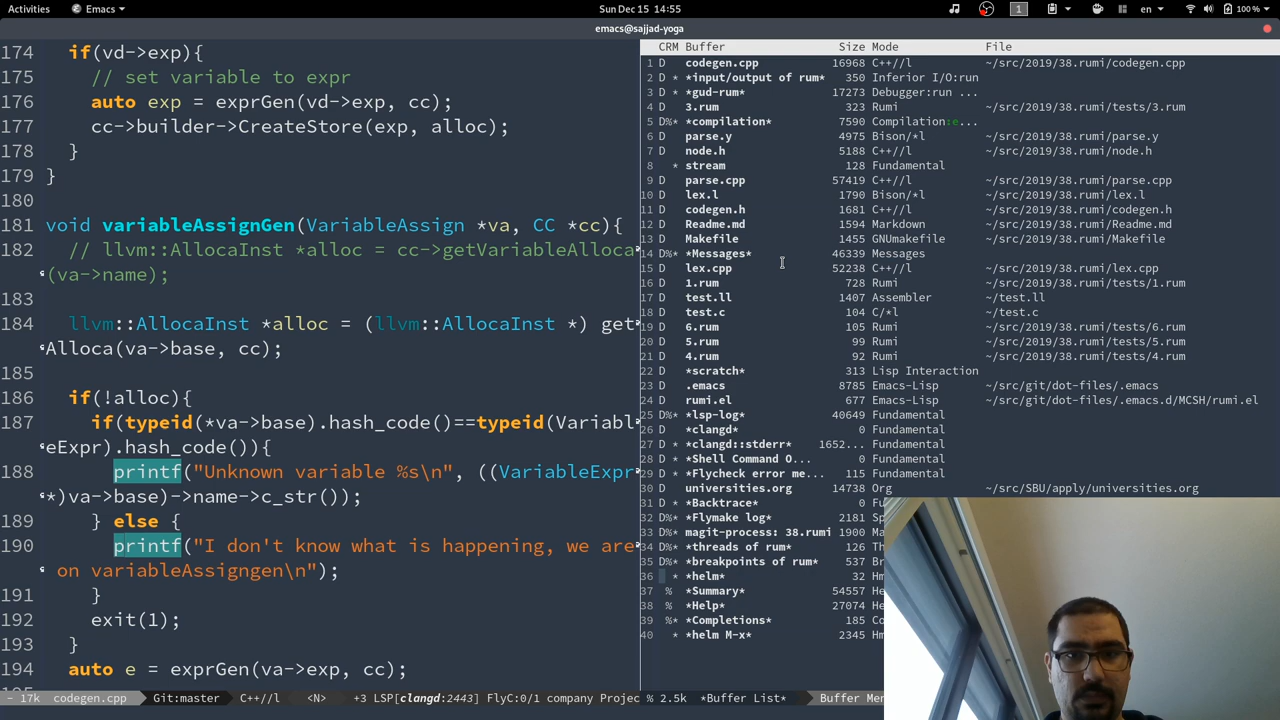 Activities Emacs Sun Dec 15 14:55 1 en 100 %
emacs@sajjad-yoga
174 if(vd->exp){
175 // set variable to expr
176 auto exp = exprGen(vd->exp, cc);
177 cc->builder->CreateStore(exp, alloc);
178 }
179 }
180
181 void variableAssignGen(VariableAssign *va, CC *cc){
182 // llvm::AllocaInst *alloc = cc->getVariableAlloca
(va->name);
183
184 llvm::AllocaInst *alloc = (llvm::AllocaInst *) get
Alloca(va->base, cc);
185
186 if(!alloc){
187 if(typeid(*va->base).hash_code()==typeid(Variabl
eExpr).hash_code()){
188 printf("Unknown variable %s\n", ((VariableExpr
*)va->base)->name->c_str());
189 } else {
190 printf("I don't know what is happening, we are
on variableAssigngen\n");
191 }
192 exit(1);
193 }
194 auto e = exprGen(va->exp, cc);
- 17k codegen.cpp Git:master C++//l <N> +3 LSP[clangd:2443] FlyC:0/1 company Projec
CRM Buffer Size Mode File
1 D codegen.cpp 16968 C++//l ~/src/2019/38.rumi/codegen.cpp
2 D * *input/output of rum* 350 Inferior I/O:run
3 D * *gud-rum* 17273 Debugger:run ...
4 D 3.rum 323 Rumi ~/src/2019/38.rumi/tests/3.rum
5 D%* *compilation* 7590 Compilation:e...
6 D parse.y 4975 Bison/*l ~/src/2019/38.rumi/parse.y
7 D node.h 5188 C++//l ~/src/2019/38.rumi/node.h
8 * stream 128 Fundamental
9 D parse.cpp 57419 C++//l ~/src/2019/38.rumi/parse.cpp
10 D lex.l 1790 Bison/*l ~/src/2019/38.rumi/lex.l
11 D codegen.h 1681 C++//l ~/src/2019/38.rumi/codegen.h
12 D Readme.md 1594 Markdown ~/src/2019/38.rumi/Readme.md
13 D Makefile 1455 GNUmakefile ~/src/2019/38.rumi/Makefile
14 D%* *Messages* 46339 Messages
15 D lex.cpp 52238 C++//l ~/src/2019/38.rumi/lex.cpp
16 D 1.rum 728 Rumi ~/src/2019/38.rumi/tests/1.rum
17 D test.ll 1407 Assembler ~/test.ll
18 D test.c 104 C/*l ~/test.c
19 D 6.rum 105 Rumi ~/src/2019/38.rumi/tests/6.rum
20 D 5.rum 99 Rumi ~/src/2019/38.rumi/tests/5.rum
21 D 4.rum 92 Rumi ~/src/2019/38.rumi/tests/4.rum
22 D *scratch* 313 Lisp Interaction
23 D .emacs 8785 Emacs-Lisp ~/src/git/dot-files/.emacs
24 D rumi.el 677 Emacs-Lisp ~/src/git/dot-files/.emacs.d/MCSH/rumi.el
25 D%* *lsp-log* 40649 Fundamental
26 D *clangd* 0 Fundamental
27 D * *clangd::stderr* 1652... Fundamental
28 D *Shell Command O... 0 Fundamental
29 D * *Flycheck error me... 115 Fundamental
30 D universities.org 14738 Org ~/src/SBU/apply/universities.org
31 D *Backtrace* 0 Fu
32 D * *Flymake log* 2181 Sp
33 D%* magit-process: 38.rumi 1900 Ma
34 D%* *threads of rum* 126 Th
35 D%* *breakpoints of rum* 537 Br
36 * *helm* 32 Hm
37 % *Summary* 54557 He
38 % *Help* 27074 He
39 %* *Completions* 185 Co
40 * *helm M-x* 2345 Hm
% 2.5k *Buffer List* Buffer Men